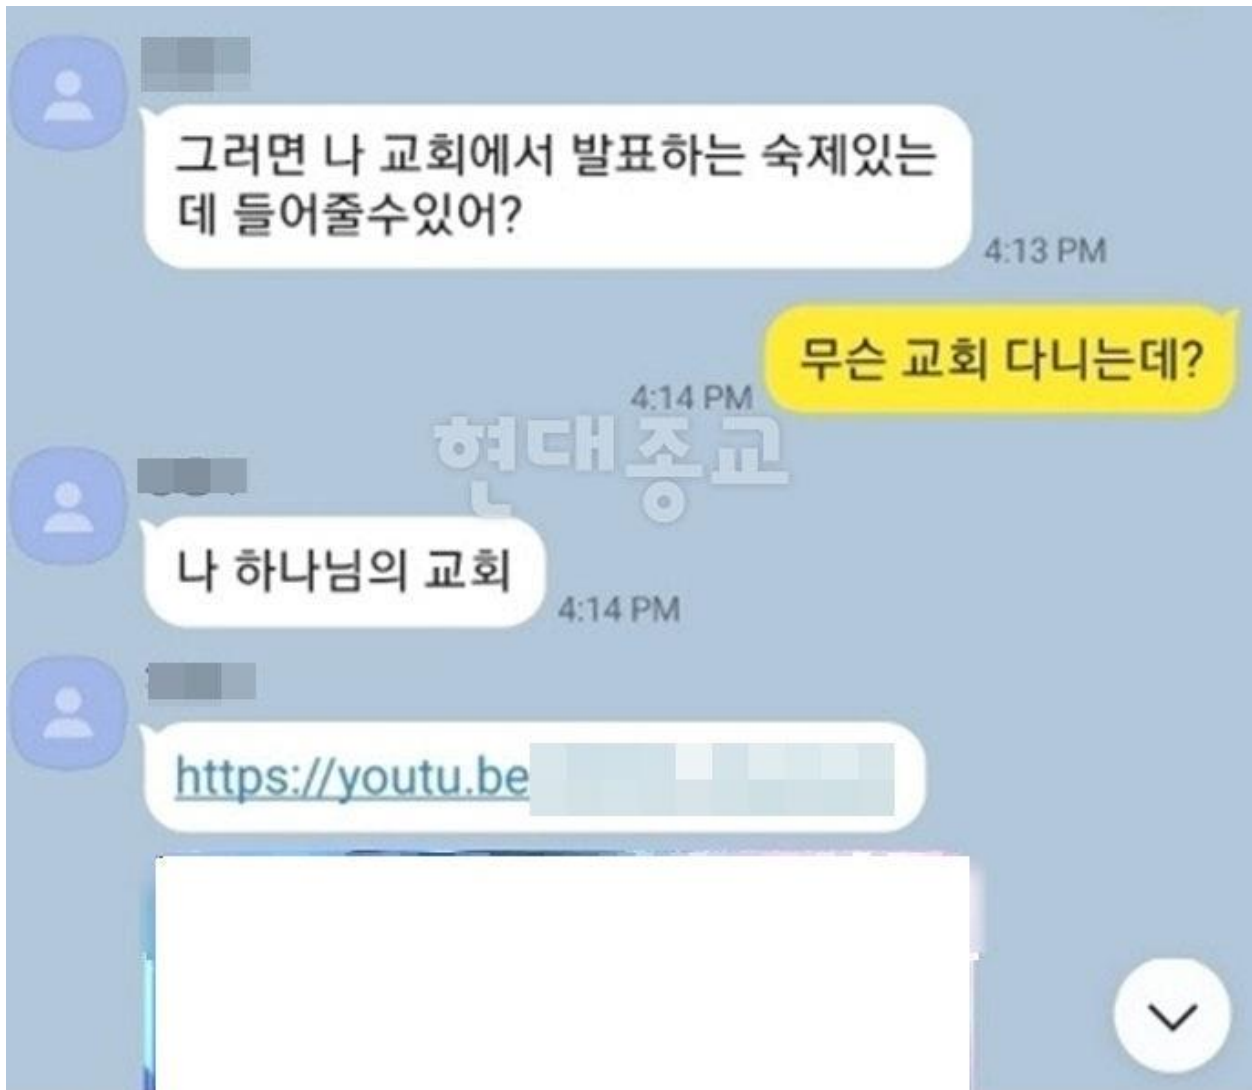 그러면 나 교회에서 발표하는 숙제있는
데 들어줄수있어?
4:13 PM
무슨 교회 다니는데?
4:14 PM
현대종교
나 하나님의 교회
4:14 PM
https://youtu.be